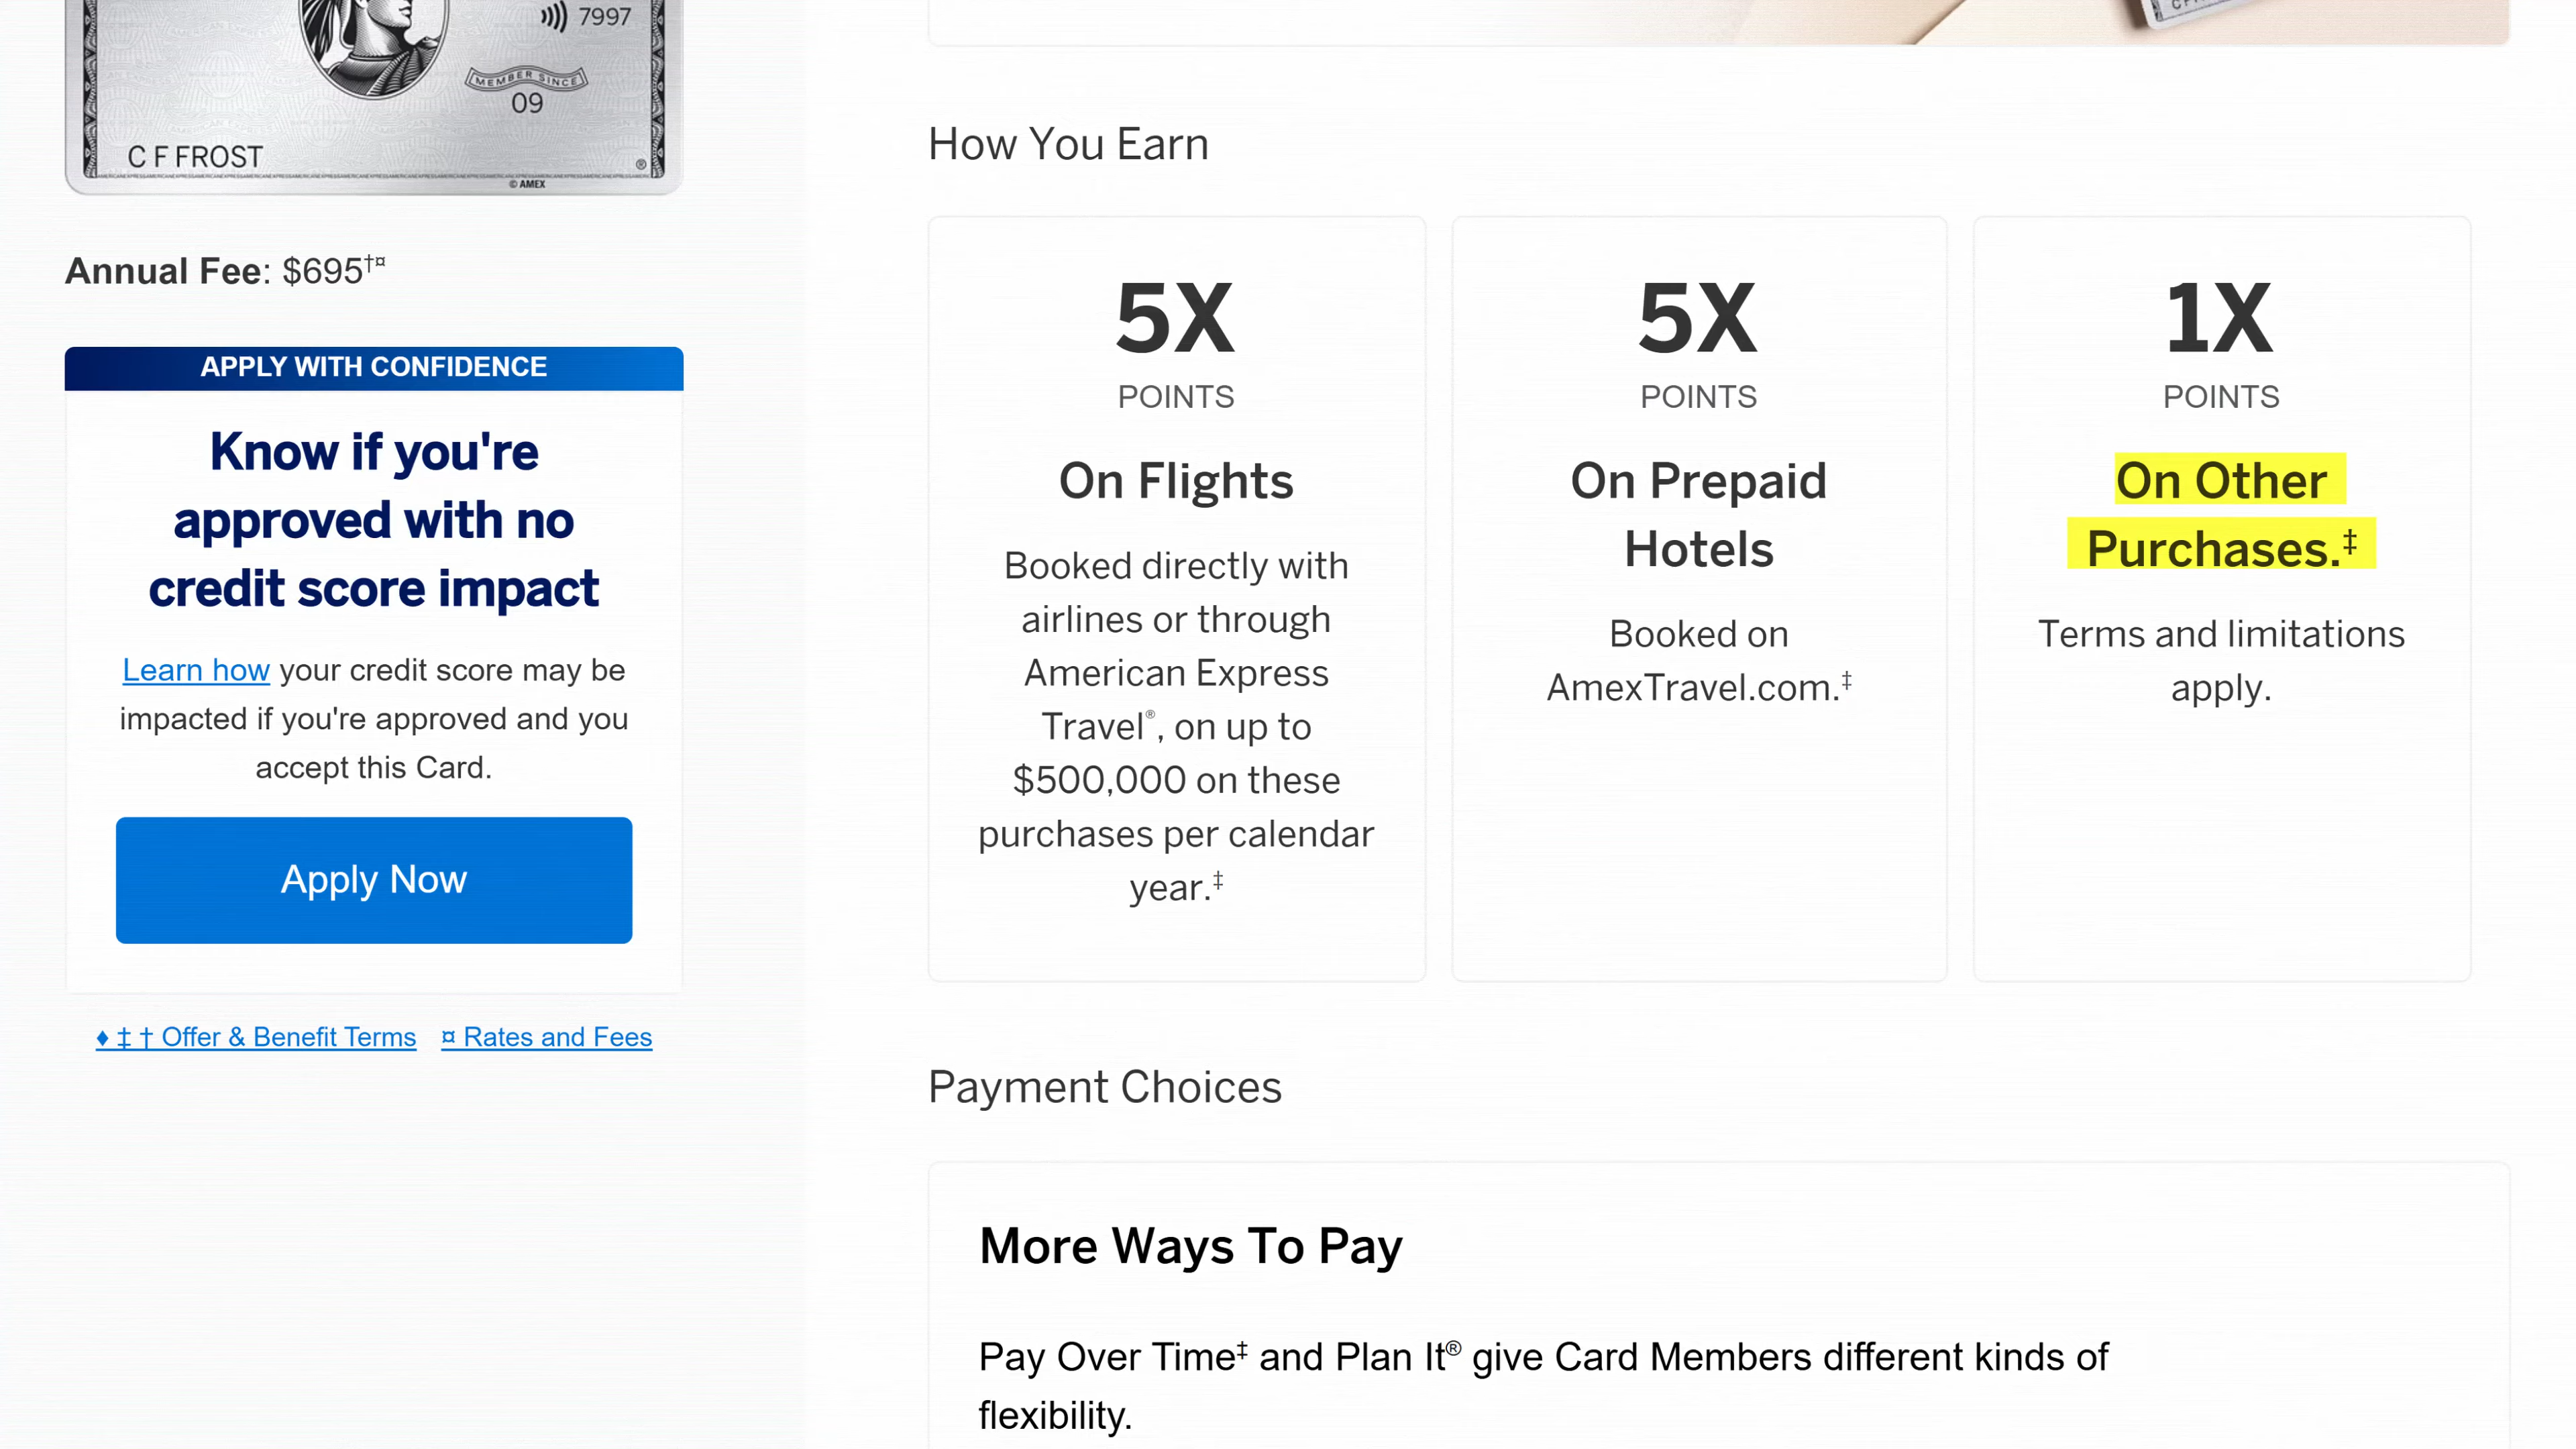 7997
MEMBER SINCE
09
C F FROST
®
© AMEX
Annual Fee: $695†¤
APPLY WITH CONFIDENCE
Know if you're
approved with no
credit score impact
Learn how your credit score may be
impacted if you're approved and you
accept this Card.
Apply Now
♦ ‡ † Offer & Benefit Terms ¤ Rates and Fees
How You Earn
5X
POINTS
On Flights
Booked directly with
airlines or through
American Express
Travel®, on up to
$500,000 on these
purchases per calendar
year.‡
5X
POINTS
On Prepaid
Hotels
Booked on
AmexTravel.com.‡
1X
POINTS
On Other
Purchases.‡
Terms and limitations
apply.
Payment Choices
More Ways To Pay
Pay Over Time‡ and Plan It® give Card Members different kinds of
flexibility.